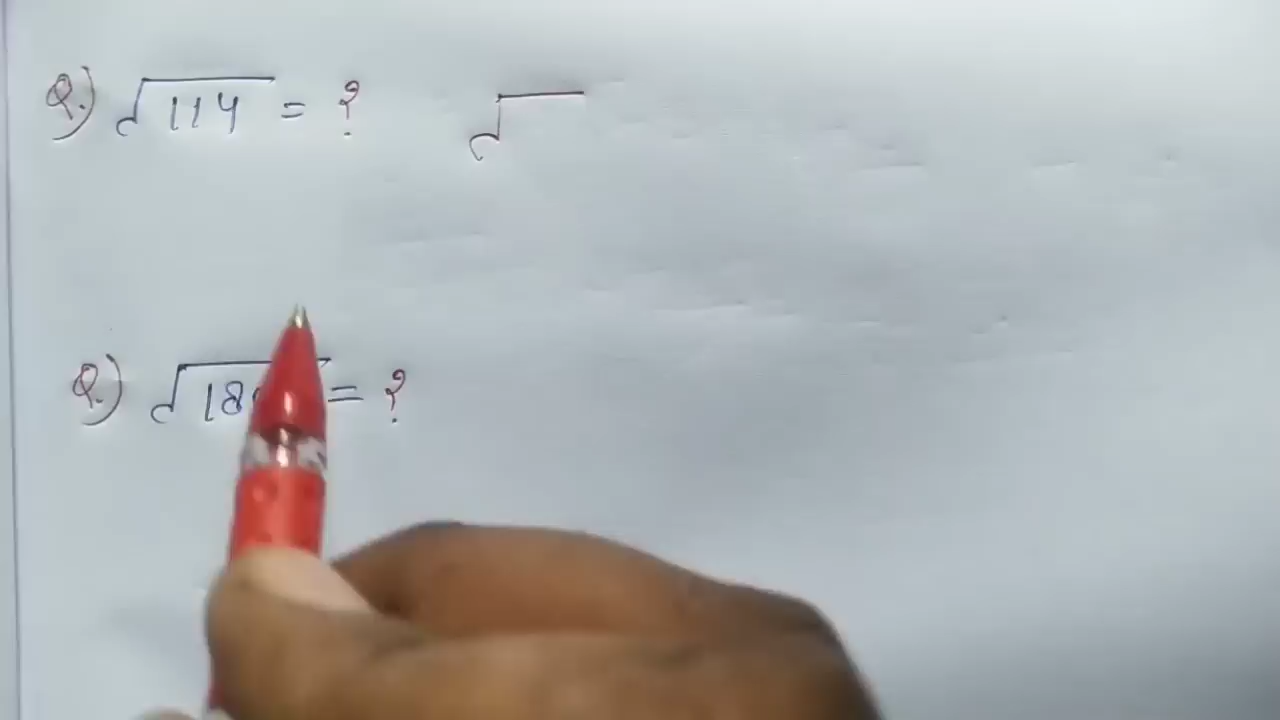 Q.) √114 = ? √
Q.) √18 = ?